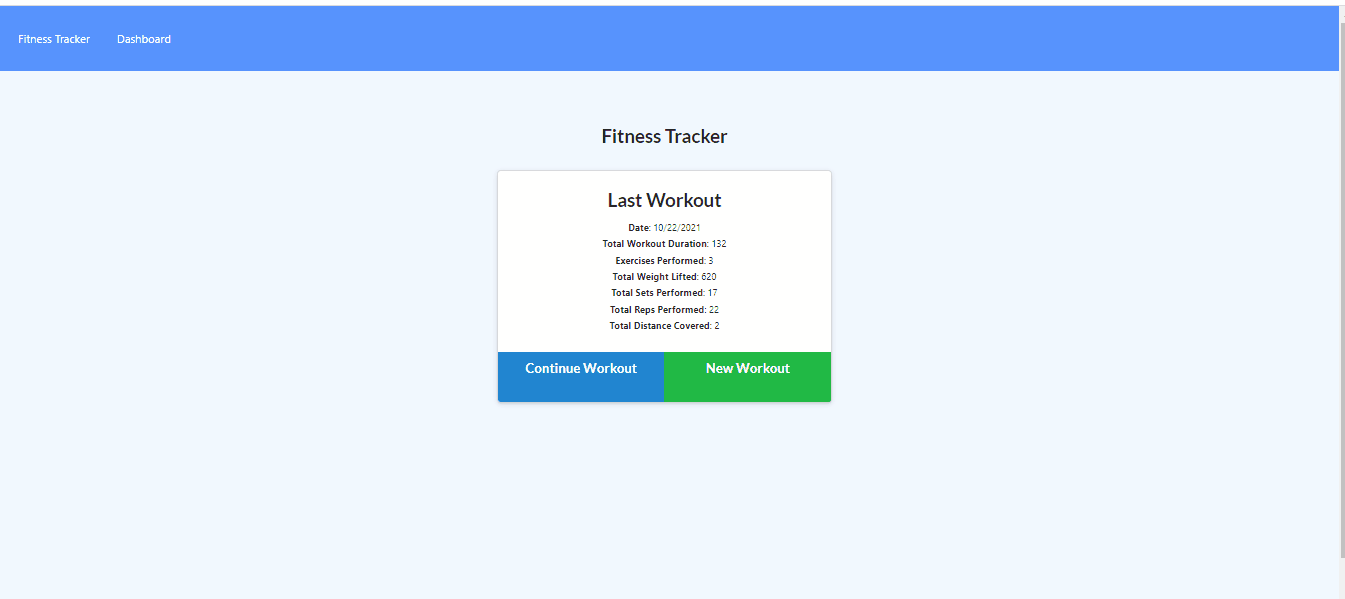 Fitness Tracker Dashboard
Fitness Tracker
Last Workout
Date: 10/22/2021
Total Workout Duration: 132
Exercises Performed: 3
Total Weight Lifted: 620
Total Sets Performed: 17
Total Reps Performed: 22
Total Distance Covered: 2
Continue Workout New Workout